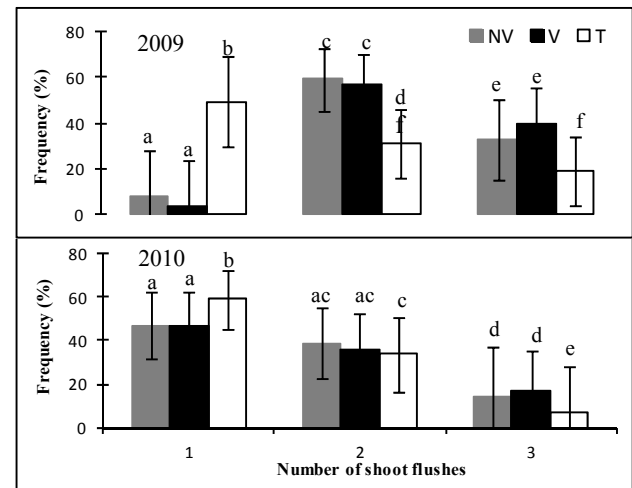 2009
NV V T
Frequency (%)
80
60
40
20
0
a a b
c c d f
e e f
2010
Frequency (%)
80
60
40
20
0
a a b
ac ac c
d d e
1 2 3
Number of shoot flushes